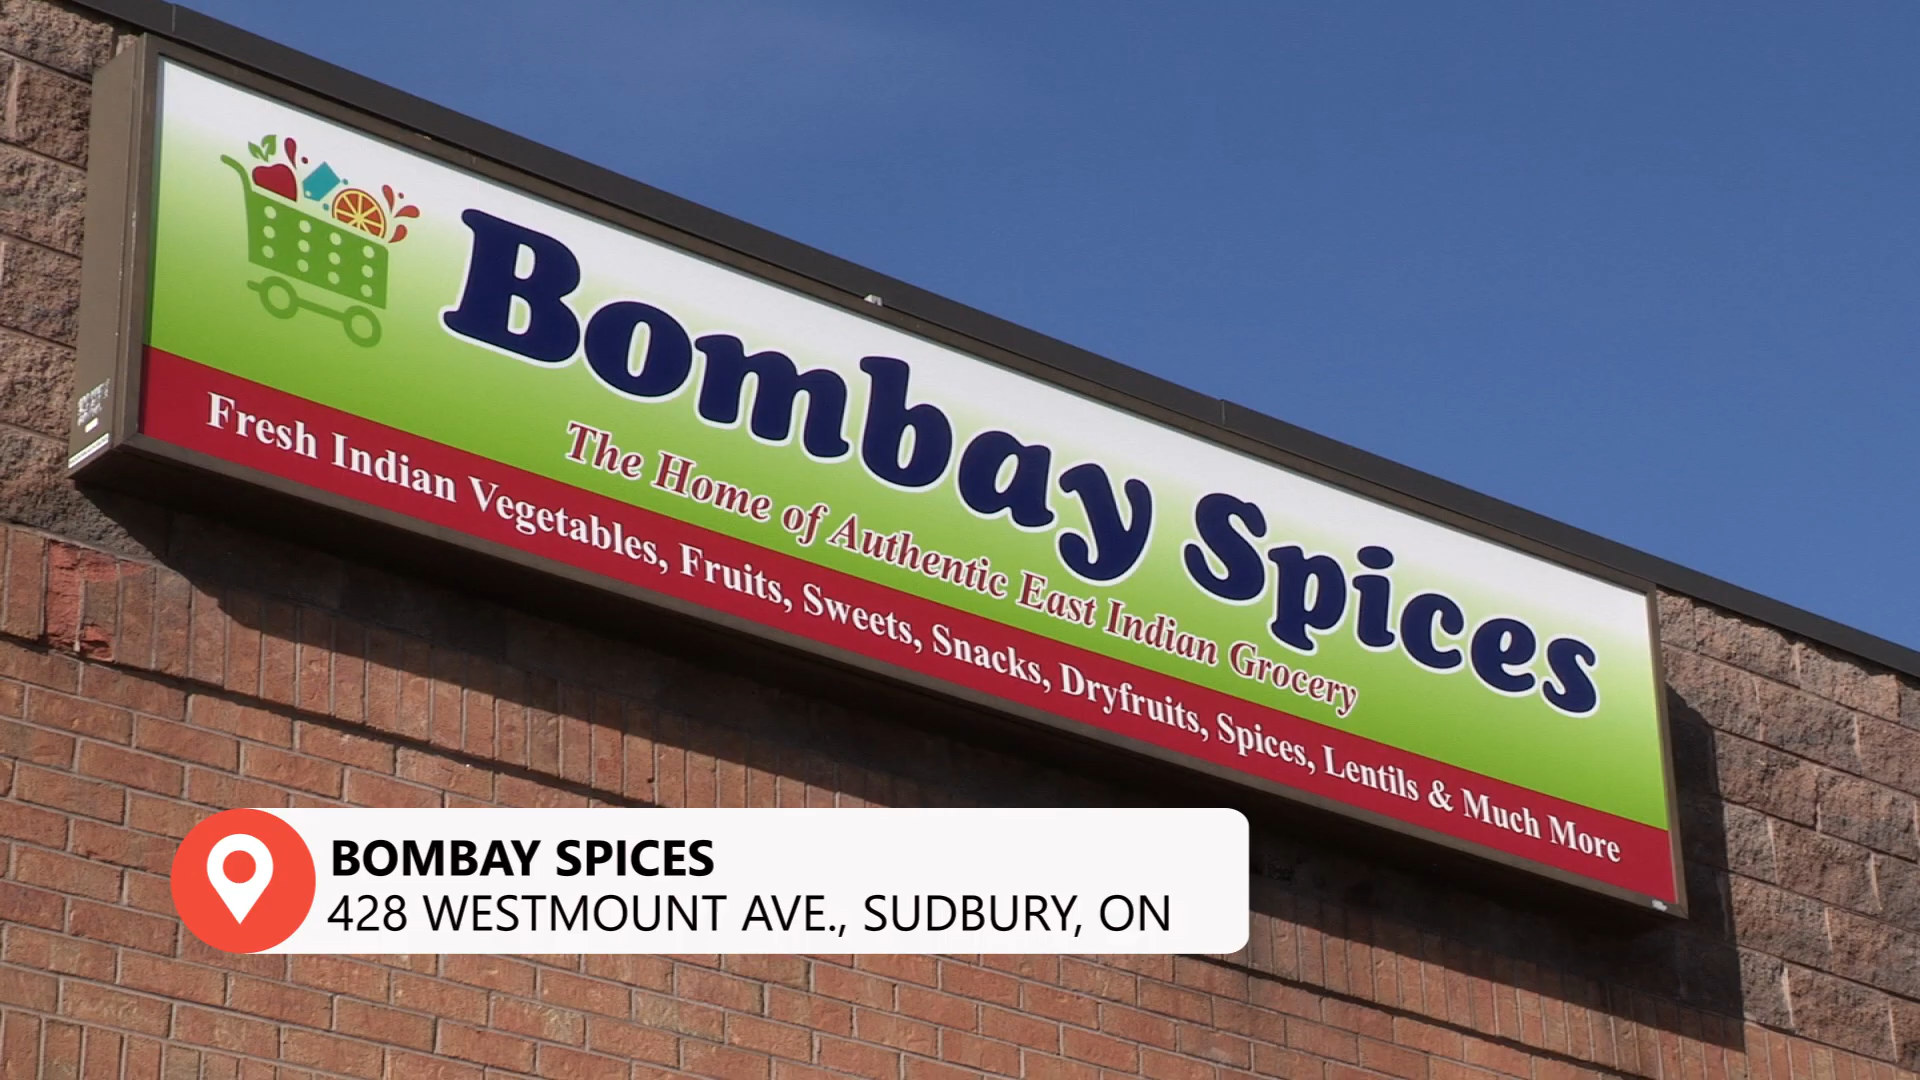 Bombay Spices
The Home of Authentic East Indian Grocery
Fresh Indian Vegetables, Fruits, Sweets, Snacks, Dryfruits, Spices, Lentils & Much More
BOMBAY SPICES
428 WESTMOUNT AVE., SUDBURY, ON